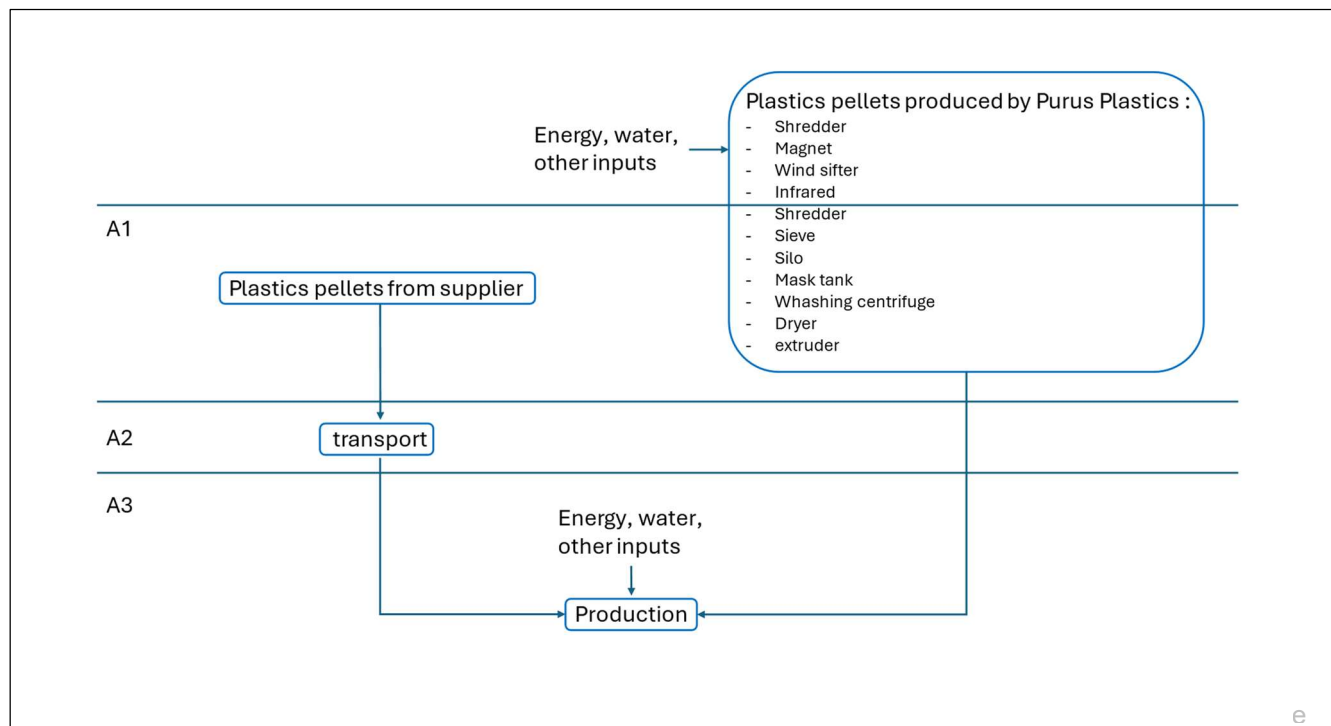 Plastics pellets produced by Purus Plastics :
- Shredder
- Magnet
- Wind sifter
- Infrared
- Shredder
- Sieve
- Silo
- Mask tank
- Whashing centrifuge
- Dryer
- extruder
Energy, water,
other inputs
A1
Plastics pellets from supplier
A2
transport
A3
Energy, water,
other inputs
Production
e